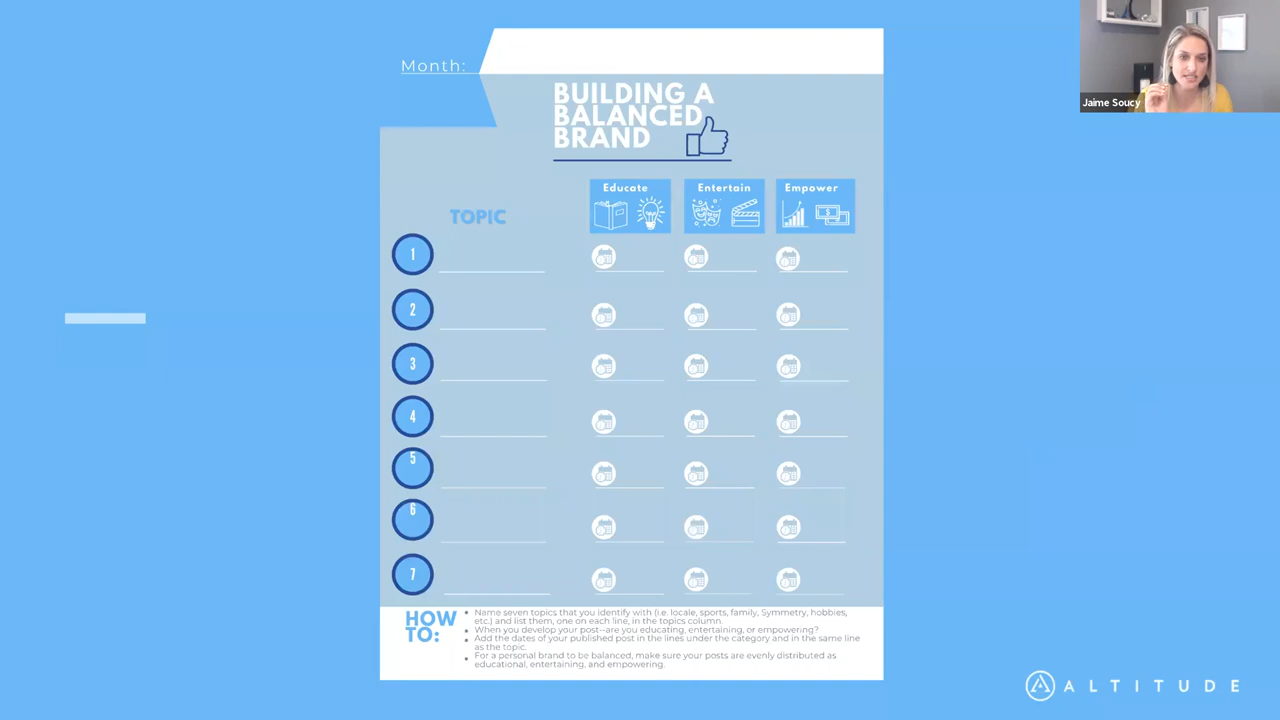 Month:
BUILDING A
BALANCED
BRAND
Educate
Entertain
Empower
TOPIC
1
2
3
4
5
6
7
HOW
TO:
Name seven topics that you identify with (i.e. locale, sports, family, Symmetry, hobbies,
etc.) and list them, one on each line, in the topics column.
When you develop your post--are you educating, entertaining, or empowering?
Add the dates of your published post in the lines under the category and in the same line
as the topic.
For a personal brand to be balanced, make sure your posts are evenly distributed as
educational, entertaining, and empowering.
Jaime Soucy
ALTITUDE